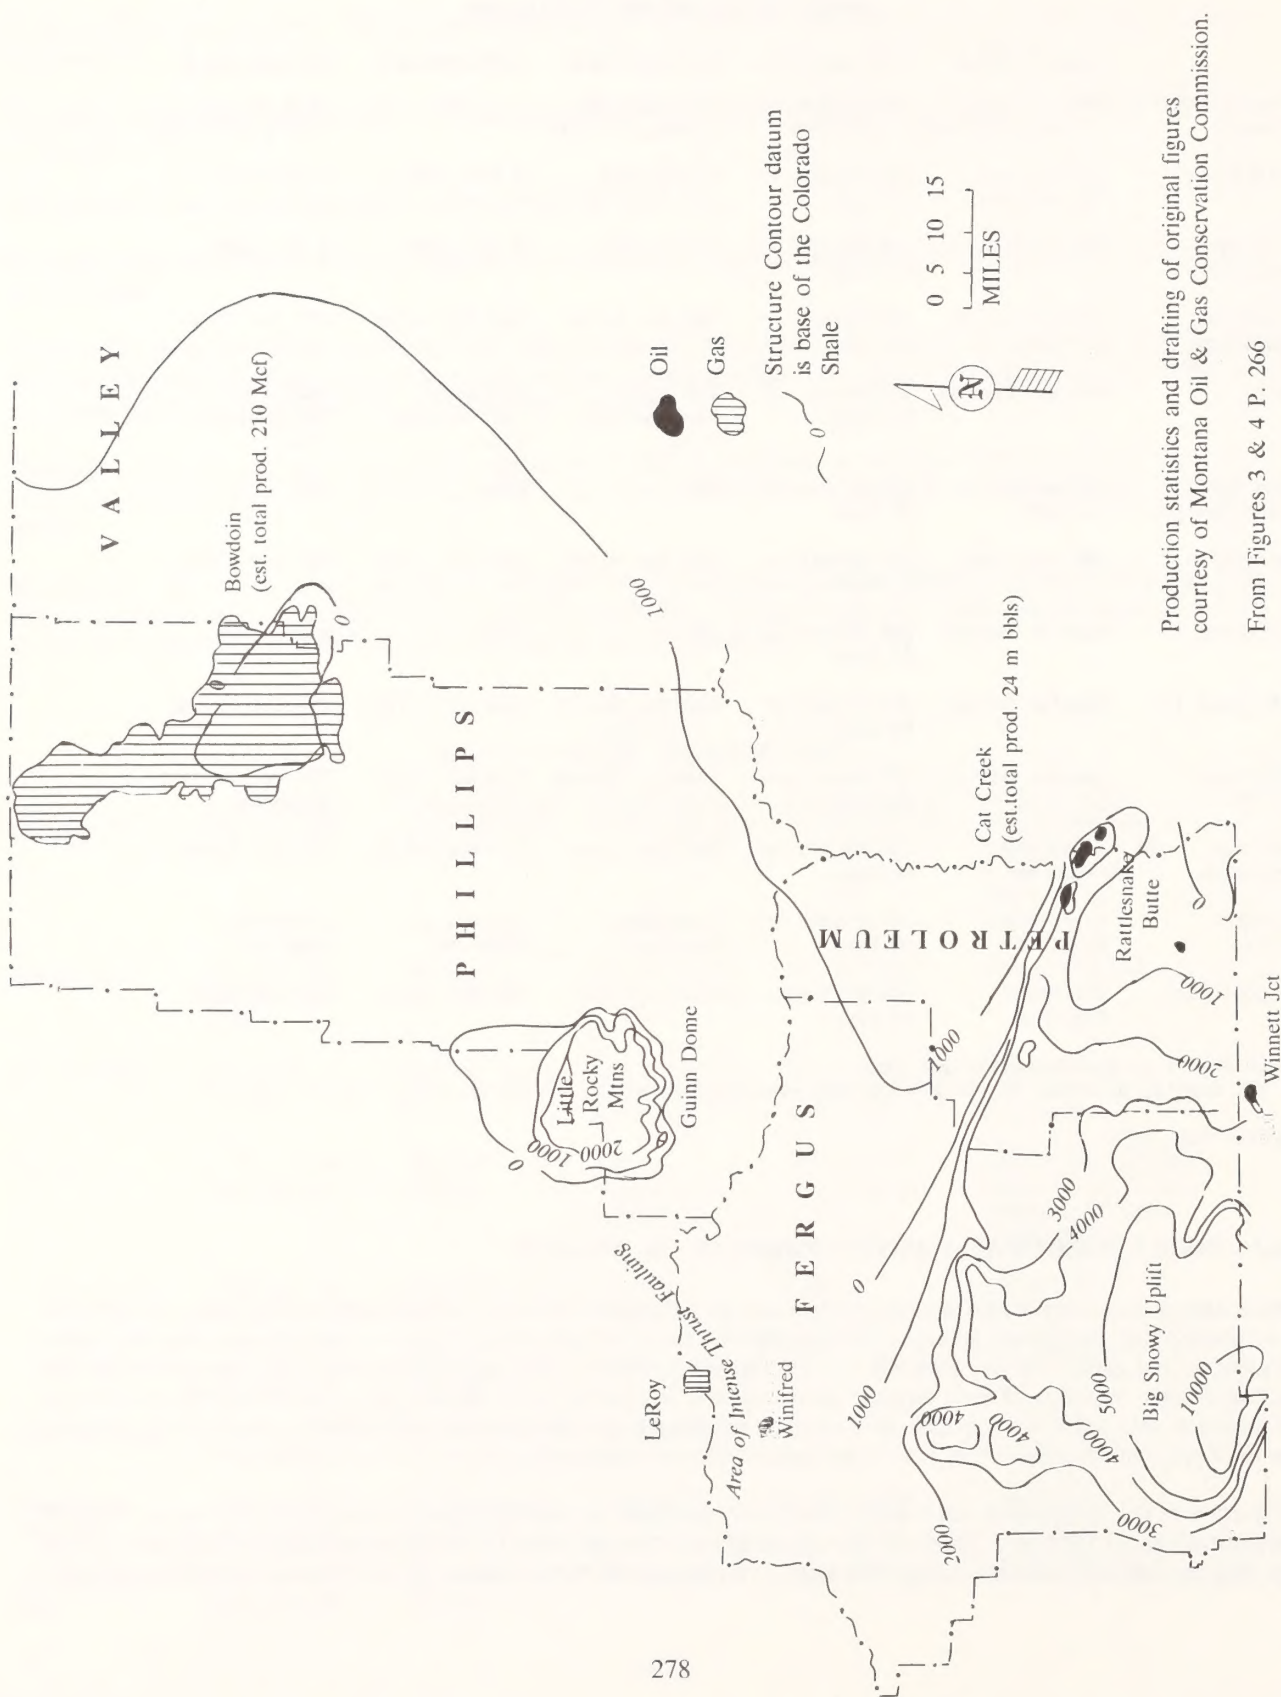 VALLEY
Bowdoin
(est. total prod. 210 Mcf)
0
PHILLIPS
1000
Little
Rocky
Mtns
0
1000
2000
Guinn Dome
Oil
Gas
0
Structure Contour datum
is base of the Colorado
Shale
N
0 5 10 15
MILES
LeRoy
Area of Intense Thrust Faulting
Winifred
FERGUS
PETROLEUM
Cat Creek
(est.total prod. 24 m bbls)
Rattlesnake
Butte
0
1000
0
1000
2000
1000
2000
3000
4000
4000
4000
4000
3000
5000
10000
Big Snowy Uplift
Winnett Jct
Production statistics and drafting of original figures
courtesy of Montana Oil & Gas Conservation Commission.
From Figures 3 & 4 P. 266
278